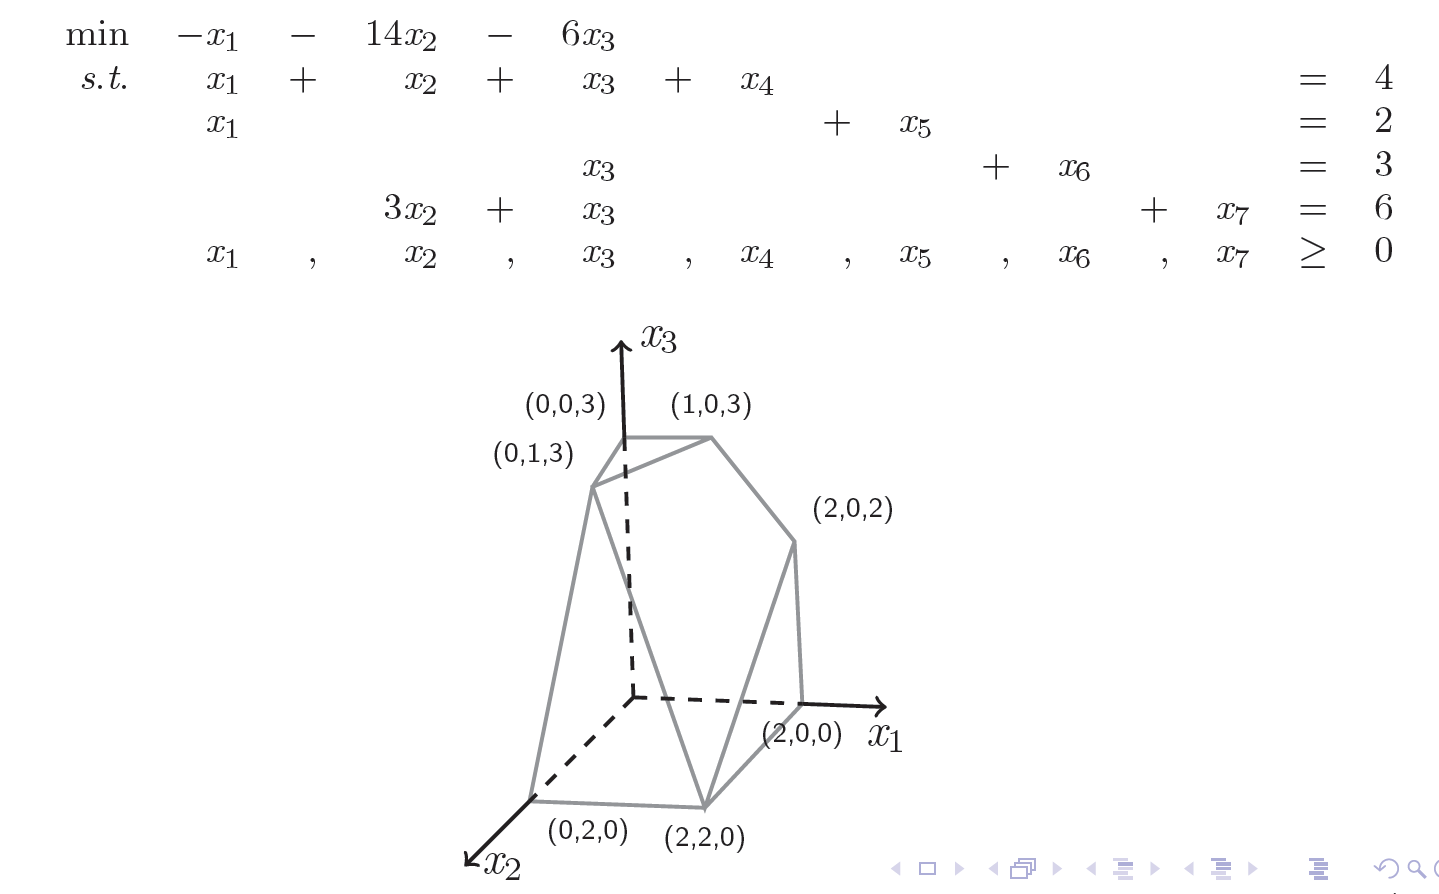 min −x₁ − 14x₂ − 6x₃
s.t. x₁ + x₂ + x₃ + x₄ = 4
x₁ + x₅ = 2
x₃ + x₆ = 3
3x₂ + x₃ + x₇ = 6
x₁ , x₂ , x₃ , x₄ , x₅ , x₆ , x₇ ≥ 0
x₃
(0,0,3) (1,0,3)
(0,1,3)
(2,0,2)
(2,0,0) x₁
(0,2,0) (2,2,0)
x₂